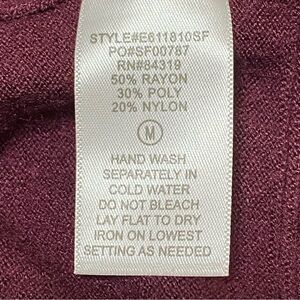 STYLE#E611810SF
PO#SF00787
RN#84319
50% RAYON
30% POLY
20% NYLON
M
HAND WASH
SEPARATELY IN
COLD WATER
DO NOT BLEACH
LAY FLAT TO DRY
IRON ON LOWEST
SETTING AS NEEDED